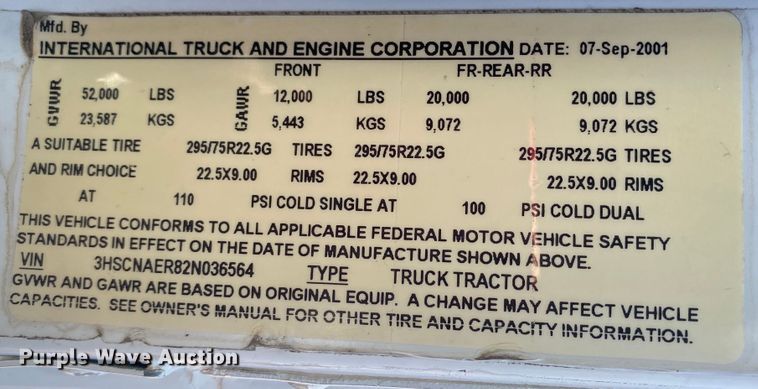 Mfd. By
INTERNATIONAL TRUCK AND ENGINE CORPORATION DATE: 07-Sep-2001
FRONT FR-REAR-RR
GVWR 52,000 LBS GAWR 12,000 LBS 20,000 20,000 LBS
23,587 KGS 5,443 KGS 9,072 9,072 KGS
A SUITABLE TIRE 295/75R22.5G TIRES 295/75R22.5G 295/75R22.5G TIRES
AND RIM CHOICE 22.5X9.00 RIMS 22.5X9.00 22.5X9.00 RIMS
AT 110 PSI COLD SINGLE AT 100 PSI COLD DUAL
THIS VEHICLE CONFORMS TO ALL APPLICABLE FEDERAL MOTOR VEHICLE SAFETY
STANDARDS IN EFFECT ON THE DATE OF MANUFACTURE SHOWN ABOVE.
VIN 3HSCNAER82N036564 TYPE TRUCK TRACTOR
GVWR AND GAWR ARE BASED ON ORIGINAL EQUIP. A CHANGE MAY AFFECT VEHICLE
CAPACITIES. SEE OWNER'S MANUAL FOR OTHER TIRE AND CAPACITY INFORMATION.
Purple Wave Auction